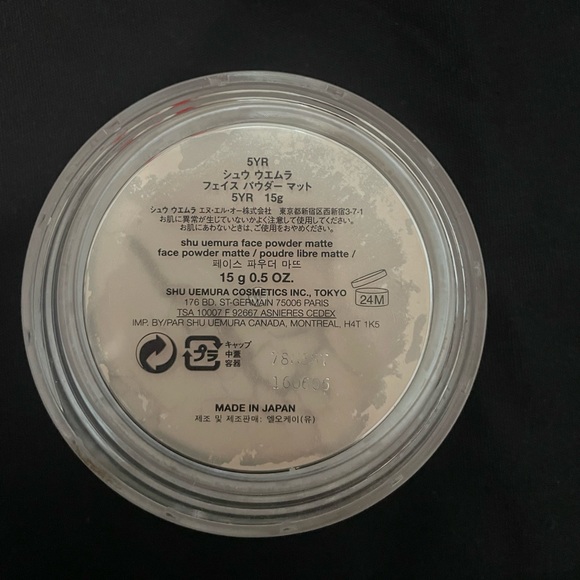 5YR
シュウ ウエムラ
フェイス パウダー マット
5YR 15g
シュウ ウエムラ エヌ·エル·オー株式会社 東京都新宿区西新宿3-7-1
お肌に異常が生じていないかよく注意して使用してください。
お肌にあわないときは、ご使用をおやめください。
shu uemura face powder matte
face powder matte / poudre libre matte /
페이스 파우더 마뜨
15 g 0.5 OZ.
SHU UEMURA COSMETICS INC., TOKYO
176 BD. ST-GERMAIN 75006 PARIS
TSA 10007 F 92667 ASNIERES CEDEX
IMP. BY/PAR SHU UEMURA CANADA, MONTREAL, H4T 1K5
24M
プラ
キャップ
中蓋
容器
MADE IN JAPAN
제조 및 제조판매: 엘오케이(유)